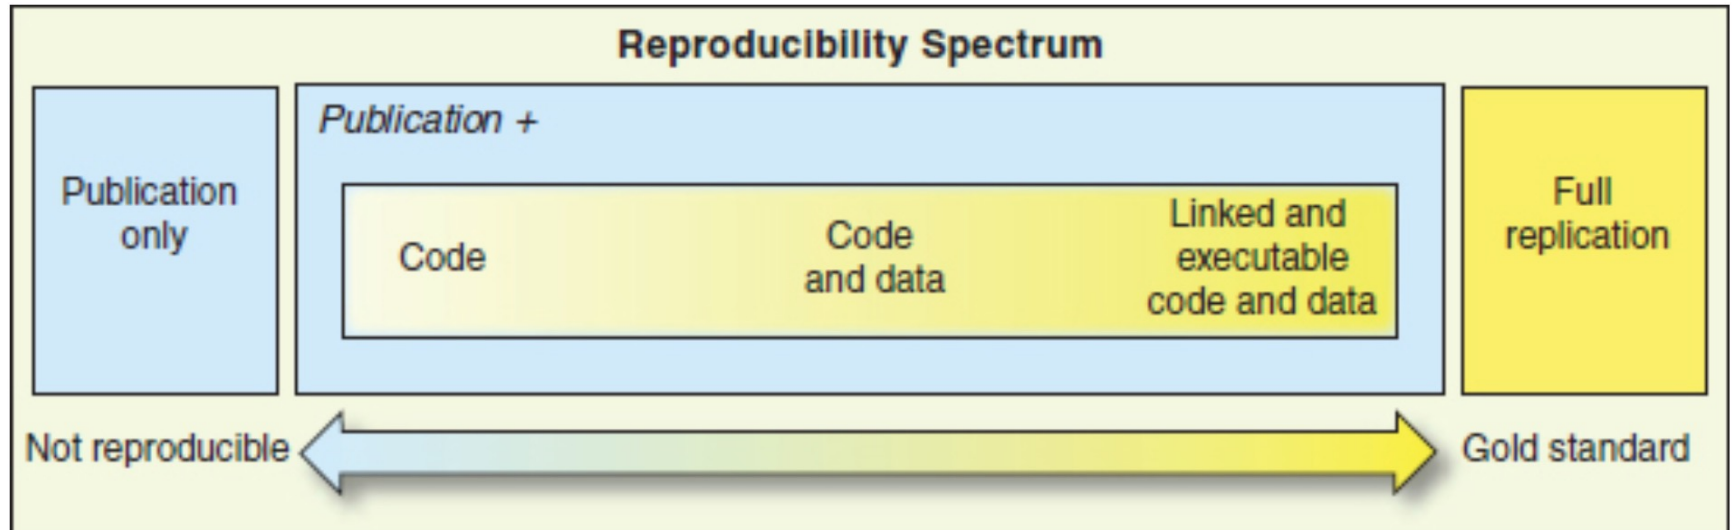 Reproducibility Spectrum
Publication
only
Publication +
Code
Code
and data
Linked and
executable
code and data
Full
replication
Not reproducible
Gold standard